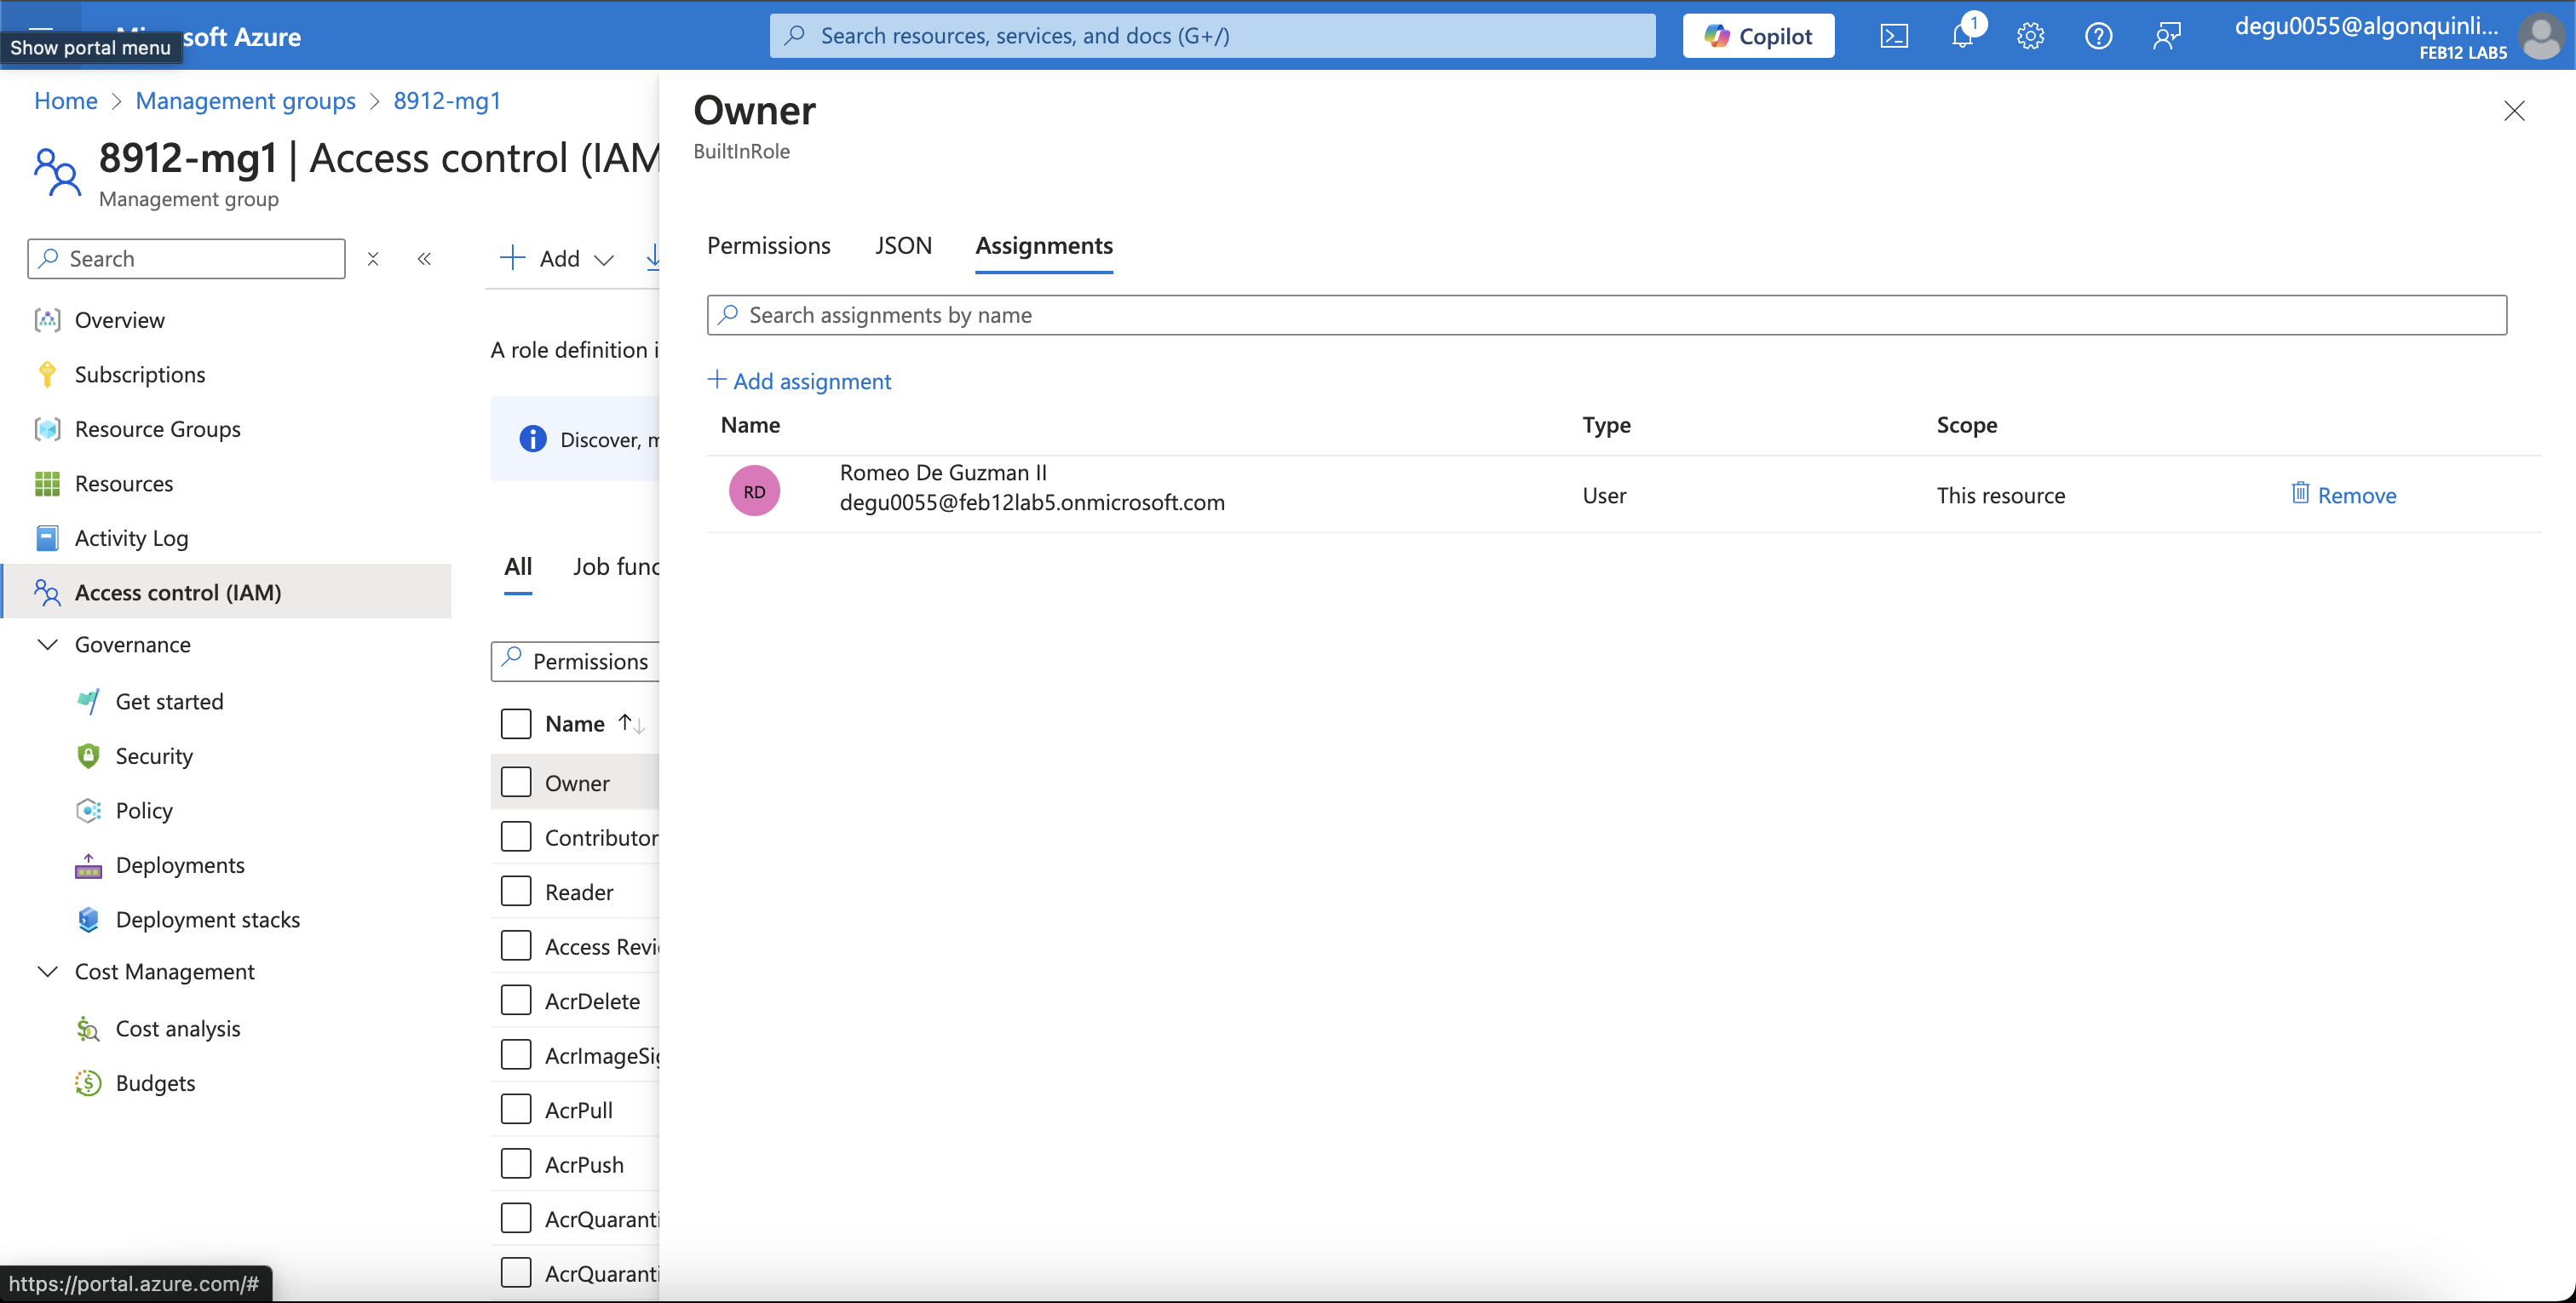 Show portal menu
soft Azure
Search resources, services, and docs (G+/)
Copilot
1
degu0055@algonquinli...
FEB12 LAB5
Home > Management groups > 8912-mg1
8912-mg1 | Access control (IAM
Management group
Search
Overview
Subscriptions
Resource Groups
Resources
Activity Log
Access control (IAM)
Governance
Get started
Security
Policy
Deployments
Deployment stacks
Cost Management
Cost analysis
Budgets
https://portal.azure.com/#
Add
A role definition i
Discover, m
All Job func
Permissions
Name
Owner
Contributor
Reader
Access Revi
AcrDelete
AcrImageSig
AcrPull
AcrPush
AcrQuaranti
AcrQuaranti
Owner
BuiltInRole
Permissions JSON Assignments
Search assignments by name
Add assignment
Name Type Scope
RD
Romeo De Guzman II
degu0055@feb12lab5.onmicrosoft.com
User This resource Remove